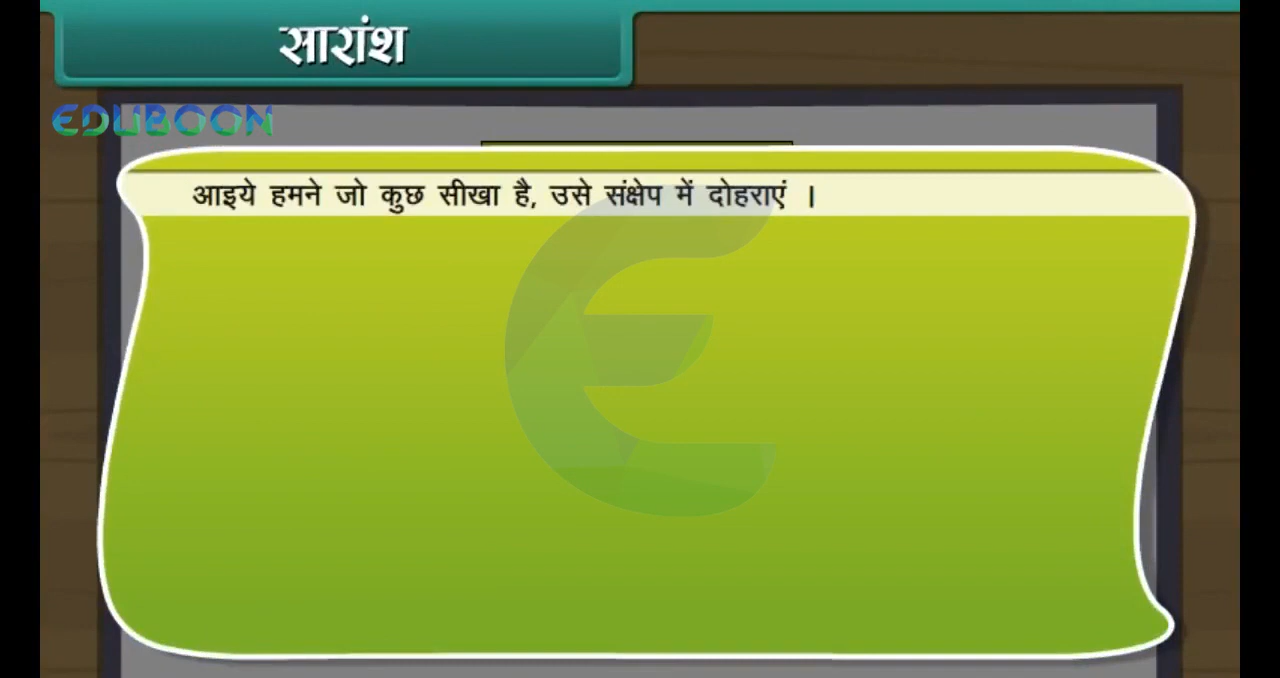 सारांश
EDUBOON
आइये हमने जो कुछ सीखा है, उसे संक्षेप में दोहराएं ।